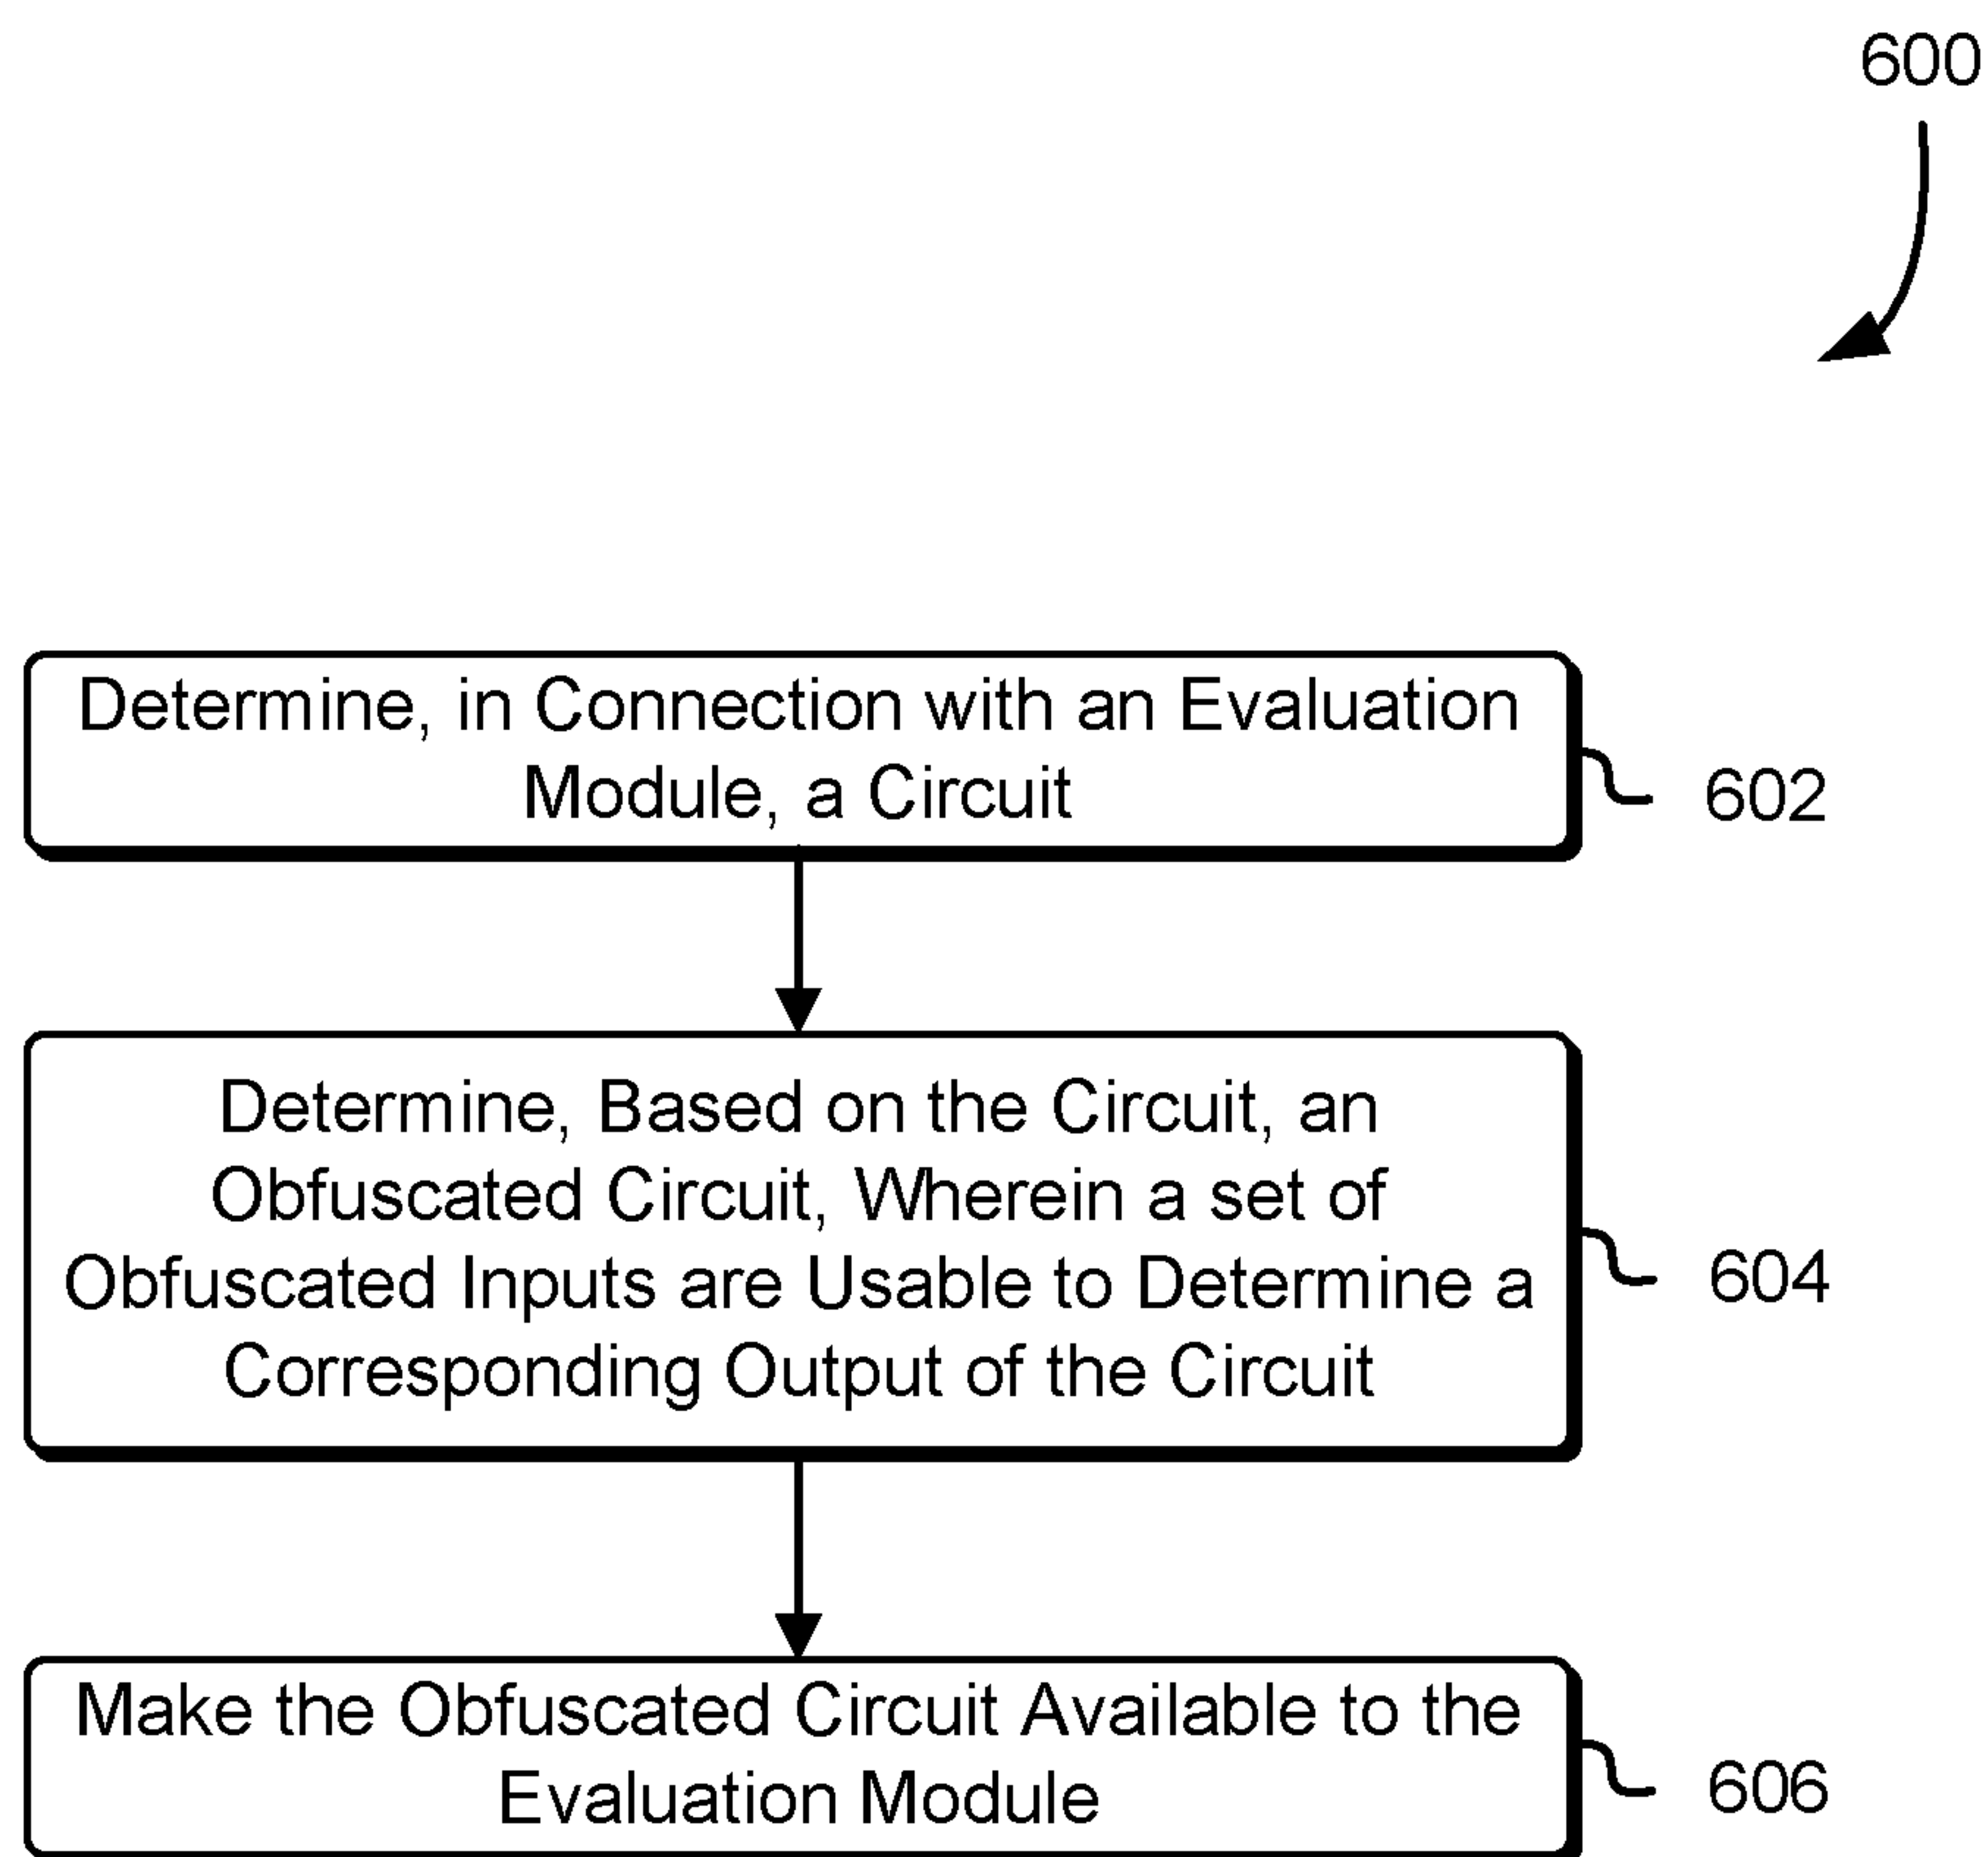 600
Determine, in Connection with an Evaluation
Module, a Circuit
602
Determine, Based on the Circuit, an
Obfuscated Circuit, Wherein a set of
Obfuscated Inputs are Usable to Determine a
Corresponding Output of the Circuit
604
Make the Obfuscated Circuit Available to the
Evaluation Module
606